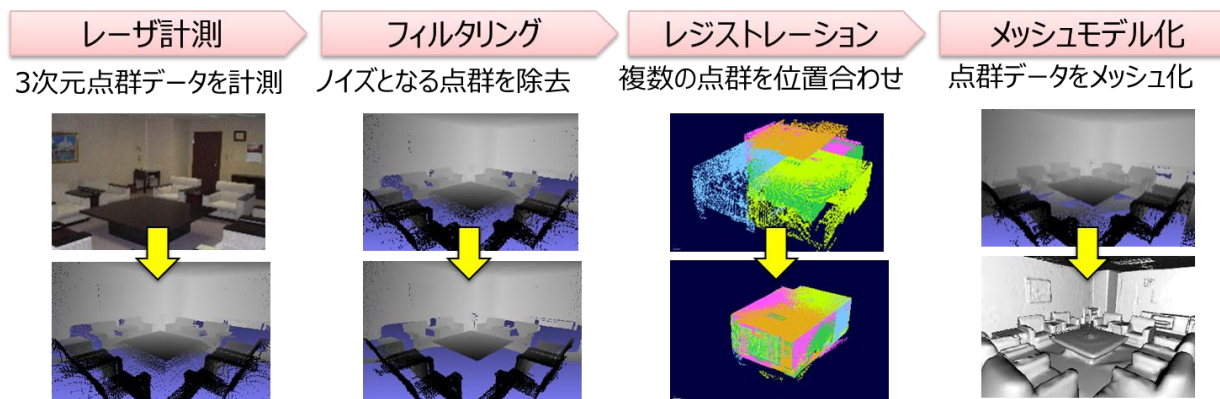 レーザ計測
フィルタリング
レジストレーション
メッシュモデル化
3次元点群データを計測
ノイズとなる点群を除去
複数の点群を位置合わせ
点群データをメッシュ化